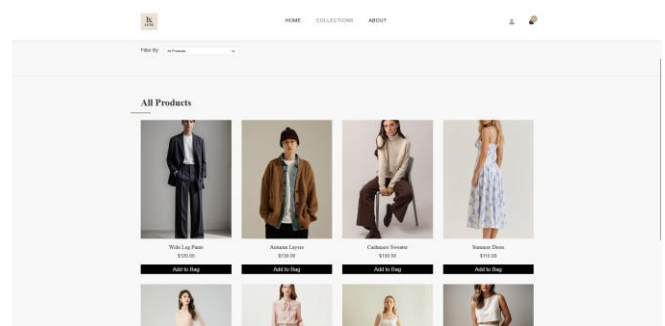 HOME COLLECTIONS ABOUT
Filter By: All Products
All Products
Wide Leg Pants
Autumn Layers
Cashmere Sweater
Summer Dress
$120.00
$110.00
Add to Bag
Add to Bag
Add to Bag
Add to Bag